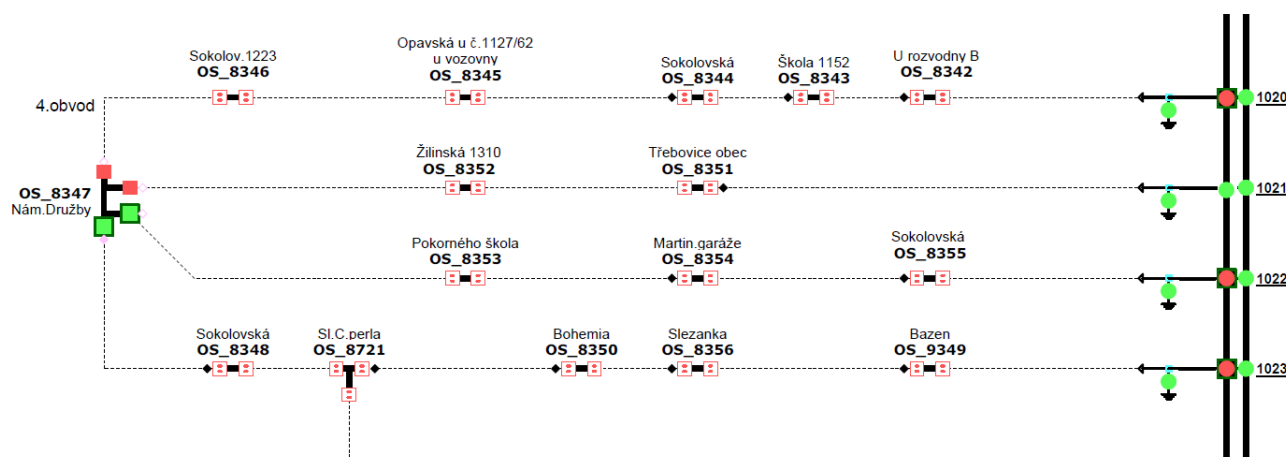 Sokolov.1223
OS_8346
Opavská u č.1127/62
u vozovny
OS_8345
Sokolovská
OS_8344
Škola 1152
OS_8343
U rozvodny B
OS_8342
4.obvod
1020
Žilinská 1310
OS_8352
Třebovice obec
OS_8351
OS_8347
Nám.Družby
1021
Pokorného škola
OS_8353
Martin.garáže
OS_8354
Sokolovská
OS_8355
1022
Sokolovská
OS_8348
Sl.C.perla
OS_8721
Bohemia
OS_8350
Slezanka
OS_8356
Bazen
OS_9349
1023